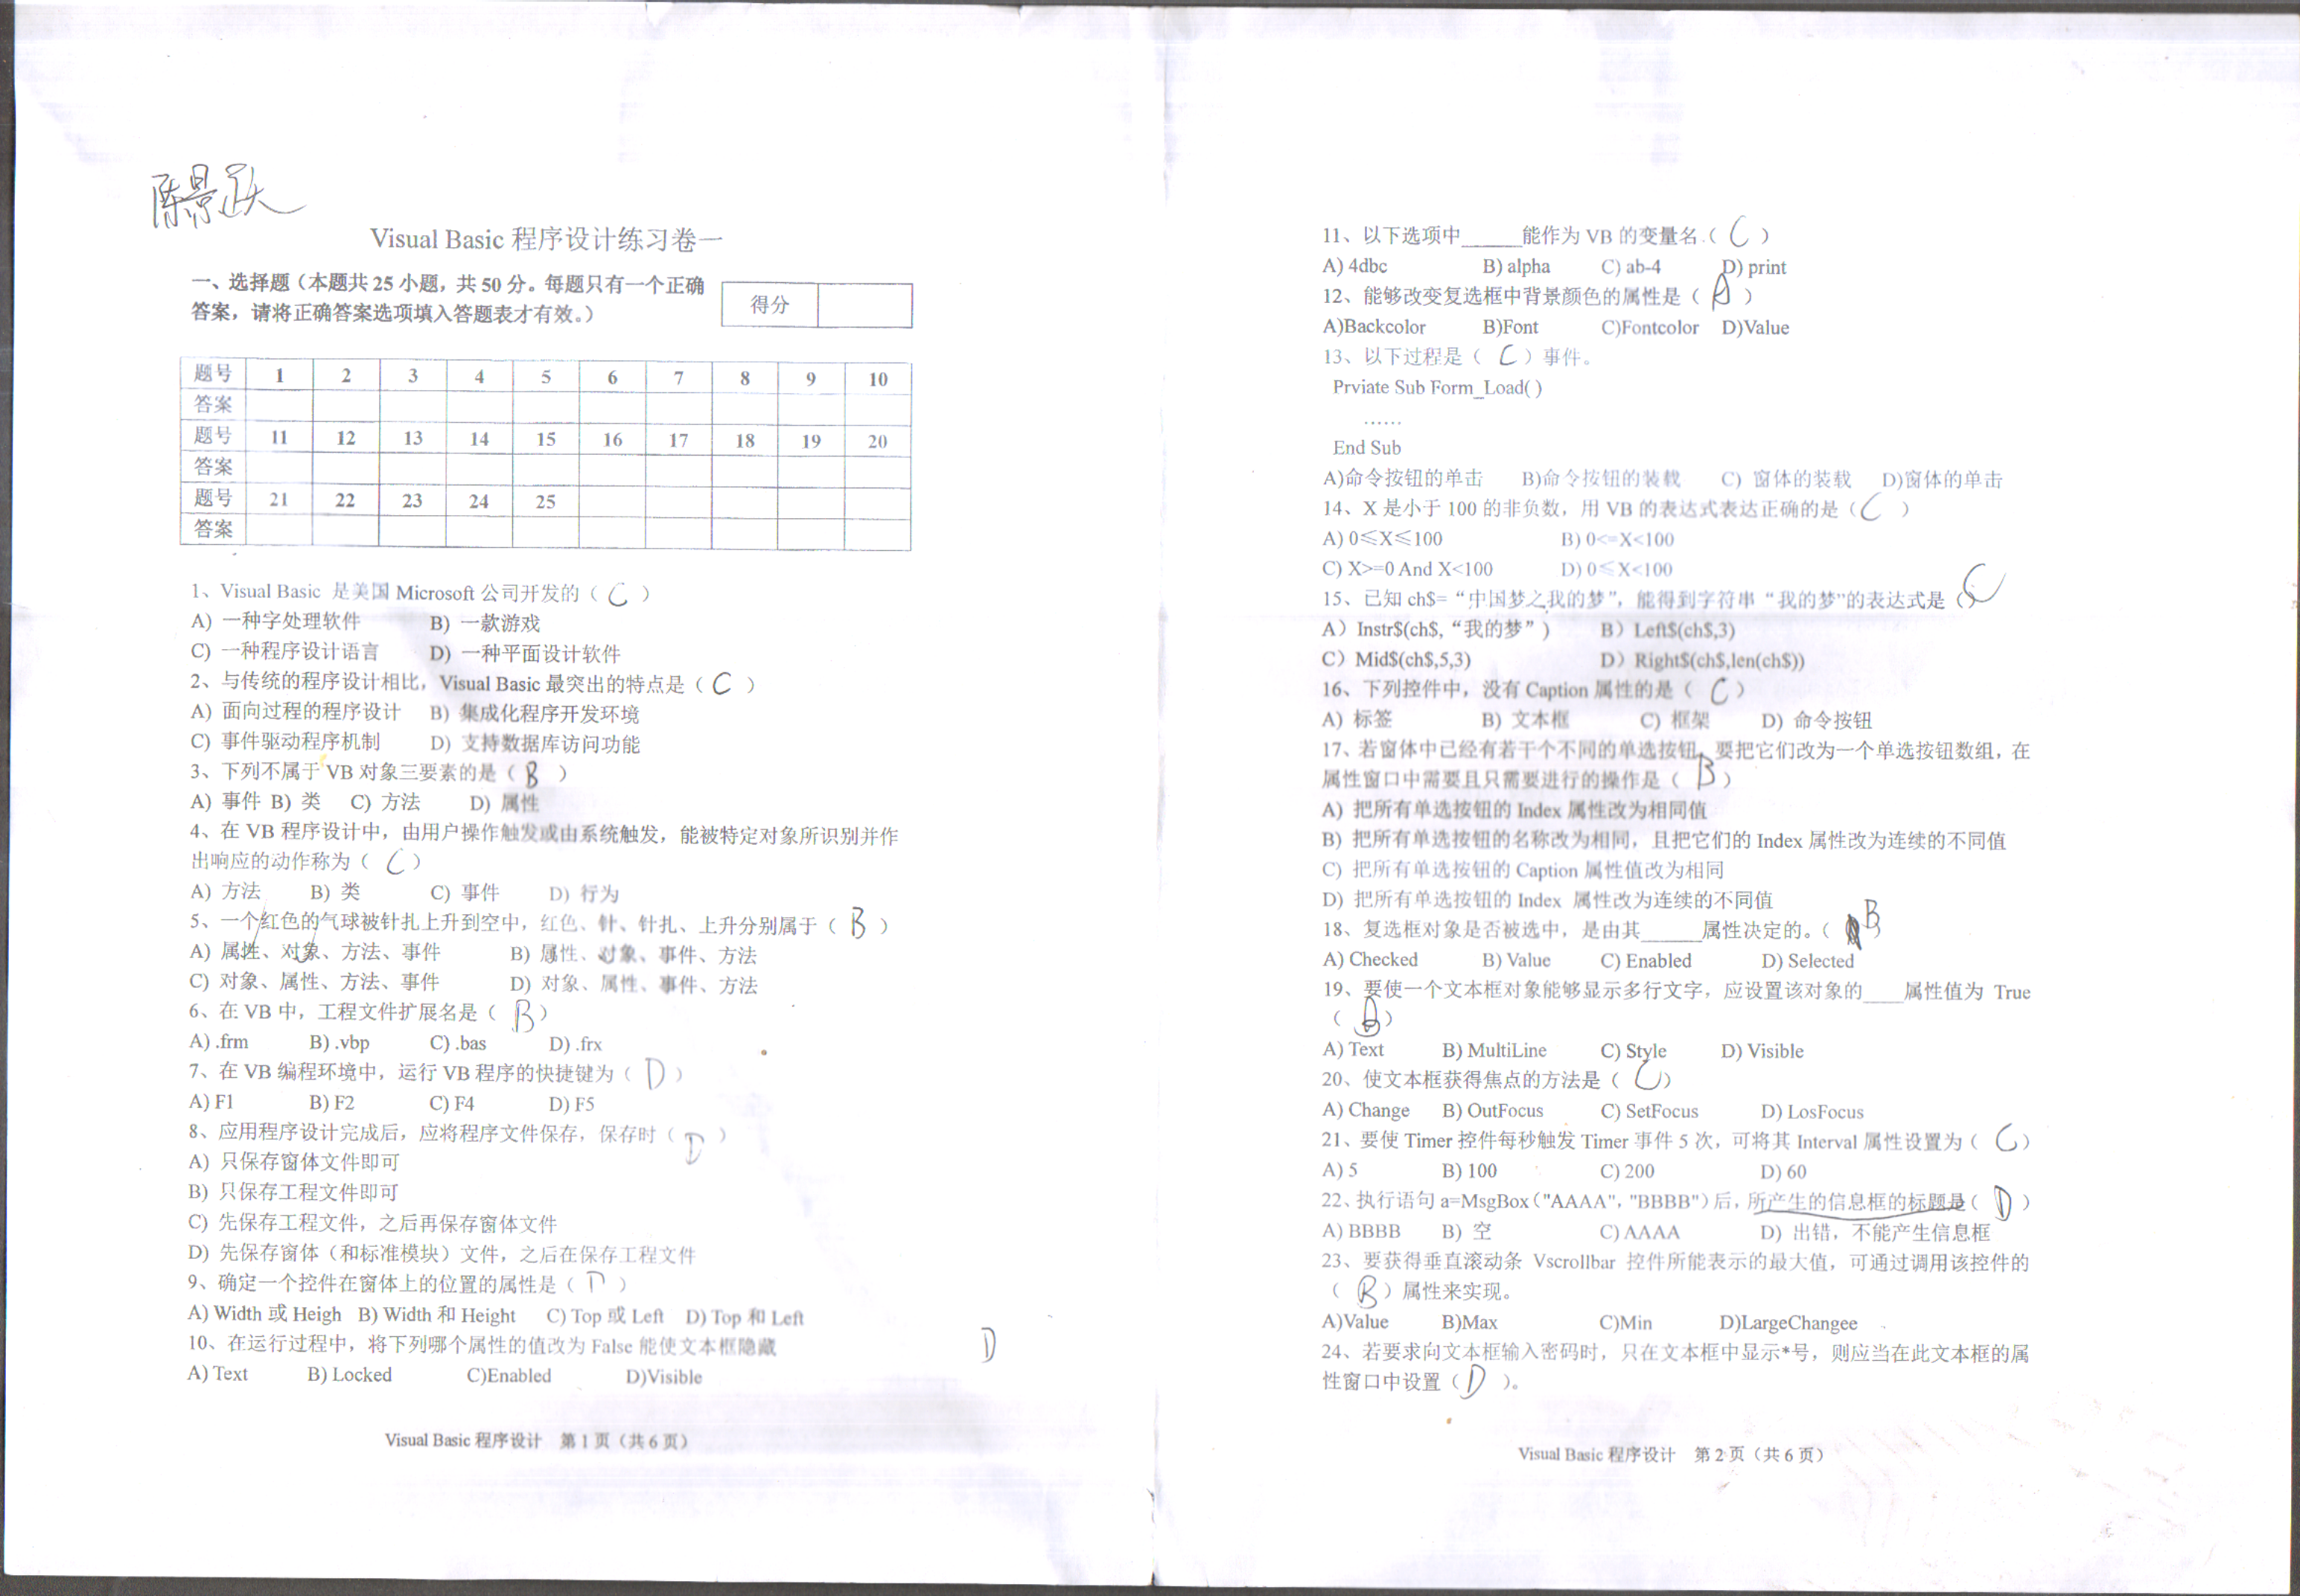 陈景跃
Visual Basic 程序设计练习卷一
一、选择题（本题共 25 小题，共 50 分。每题只有一个正确
答案，请将正确答案选项填入答题表才有效。）
得分
题号 1 2 3 4 5 6 7 8 9 10
答案
题号 11 12 13 14 15 16 17 18 19 20
答案
题号 21 22 23 24 25
答案
1、Visual Basic 是美国 Microsoft 公司开发的（ C ）
A) 一种字处理软件 B) 一款游戏
C) 一种程序设计语言 D) 一种平面设计软件
2、与传统的程序设计相比，Visual Basic 最突出的特点是（ C ）
A) 面向过程的程序设计 B) 集成化程序开发环境
C) 事件驱动程序机制 D) 支持数据库访问功能
3、下列不属于 VB 对象三要素的是（ B ）
A) 事件 B) 类 C) 方法 D) 属性
4、在 VB 程序设计中，由用户操作触发或由系统触发，能被特定对象所识别并作
出响应的动作称为（ C ）
A) 方法 B) 类 C) 事件 D) 行为
5、一个红色的气球被针扎上升到空中，红色、针、针扎、上升分别属于（ B ）
A) 属性、对象、方法、事件 B) 属性、对象、事件、方法
C) 对象、属性、方法、事件 D) 对象、属性、事件、方法
6、在 VB 中，工程文件扩展名是（ B ）
A) .frm B) .vbp C) .bas D) .frx
7、在 VB 编程环境中，运行 VB 程序的快捷键为（ D ）
A) F1 B) F2 C) F4 D) F5
8、应用程序设计完成后，应将程序文件保存，保存时（ D ）
A) 只保存窗体文件即可
B) 只保存工程文件即可
C) 先保存工程文件，之后再保存窗体文件
D) 先保存窗体（和标准模块）文件，之后在保存工程文件
9、确定一个控件在窗体上的位置的属性是（ D ）
A) Width 或 Heigh B) Width 和 Height C) Top 或 Left D) Top 和 Left
10、在运行过程中，将下列哪个属性的值改为 False 能使文本框隐藏 D
A) Text B) Locked C)Enabled D)Visible
Visual Basic 程序设计 第 1 页（共 6 页）
11、以下选项中______能作为 VB 的变量名.（ C ）
A) 4dbc B) alpha C) ab-4 D) print
12、能够改变复选框中背景颜色的属性是（ A ）
A)Backcolor B)Font C)Fontcolor D)Value
13、以下过程是（ C ）事件。
Prviate Sub Form_Load( )
……
End Sub
A)命令按钮的单击 B)命令按钮的装载 C) 窗体的装载 D)窗体的单击
14、X 是小于 100 的非负数，用 VB 的表达式表达正确的是（ C ）
A) 0≤X≤100 B) 0<=X<100
C) X>=0 And X<100 D) 0≤X<100
15、已知 ch$=“中国梦之我的梦”，能得到字符串“我的梦”的表达式是（ C ）
A）Instr$(ch$,“我的梦”) B）Left$(ch$,3)
C）Mid$(ch$,5,3) D）Right$(ch$,len(ch$))
16、下列控件中，没有 Caption 属性的是（ C ）
A) 标签 B) 文本框 C) 框架 D) 命令按钮
17、若窗体中已经有若干个不同的单选按钮，要把它们改为一个单选按钮数组，在
属性窗口中需要且只需要进行的操作是（ B ）
A) 把所有单选按钮的 Index 属性改为相同值
B) 把所有单选按钮的名称改为相同，且把它们的 Index 属性改为连续的不同值
C) 把所有单选按钮的 Caption 属性值改为相同
D) 把所有单选按钮的 Index 属性改为连续的不同值
18、复选框对象是否被选中，是由其______属性决定的。（ B ）
A) Checked B) Value C) Enabled D) Selected
19、要使一个文本框对象能够显示多行文字，应设置该对象的____属性值为 True
（ B ）
A) Text B) MultiLine C) Style D) Visible
20、使文本框获得焦点的方法是（ C ）
A) Change B) OutFocus C) SetFocus D) LosFocus
21、要使 Timer 控件每秒触发 Timer 事件 5 次，可将其 Interval 属性设置为（ C ）
A) 5 B) 100 C) 200 D) 60
22、执行语句 a=MsgBox（"AAAA"，"BBBB"）后，所产生的信息框的标题是（ D ）
A) BBBB B) 空 C) AAAA D) 出错，不能产生信息框
23、要获得垂直滚动条 Vscrollbar 控件所能表示的最大值，可通过调用该控件的
（ B ）属性来实现。
A)Value B)Max C)Min D)LargeChangee
24、若要求向文本框输入密码时，只在文本框中显示*号，则应当在此文本框的属
性窗口中设置（ D ）。
Visual Basic 程序设计 第 2 页（共 6 页）